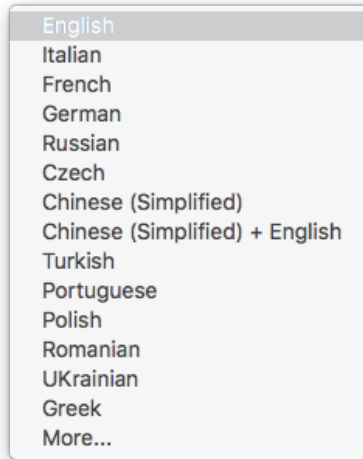 English
Italian
French
German
Russian
Czech
Chinese (Simplified)
Chinese (Simplified) + English
Turkish
Portuguese
Polish
Romanian
UKrainian
Greek
More...